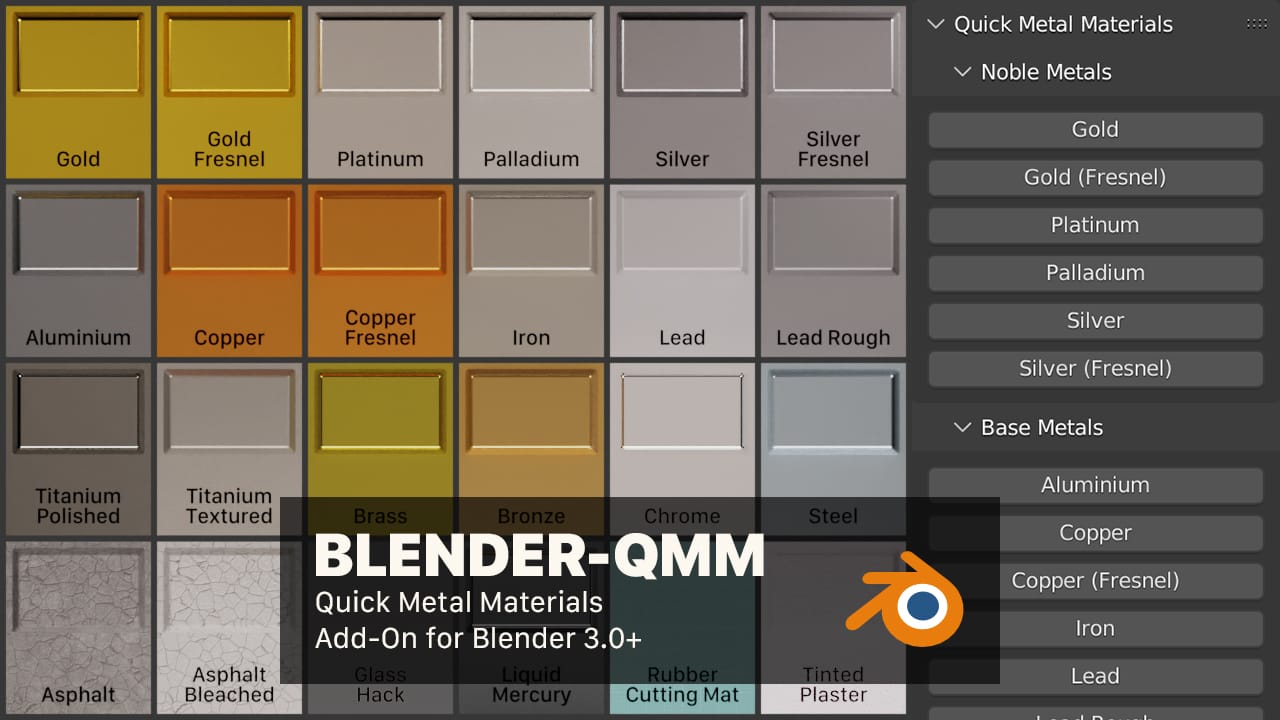 Gold
Gold
Fresnel
Platinum
Palladium
Silver
Silver
Fresnel
Aluminium
Copper
Copper
Fresnel
Iron
Lead
Lead Rough
Titanium
Polished
Titanium
Textured
Brass
Bronze
Chrome
Steel
Asphalt
Asphalt
Bleached
Glass
Hack
Liquid
Mercury
Rubber
Cutting Mat
Tinted
Plaster
BLENDER-QMM
Quick Metal Materials
Add-On for Blender 3.0+
Quick Metal Materials
Noble Metals
Gold
Gold (Fresnel)
Platinum
Palladium
Silver
Silver (Fresnel)
Base Metals
Aluminium
Copper
Copper (Fresnel)
Iron
Lead
Lead Rough